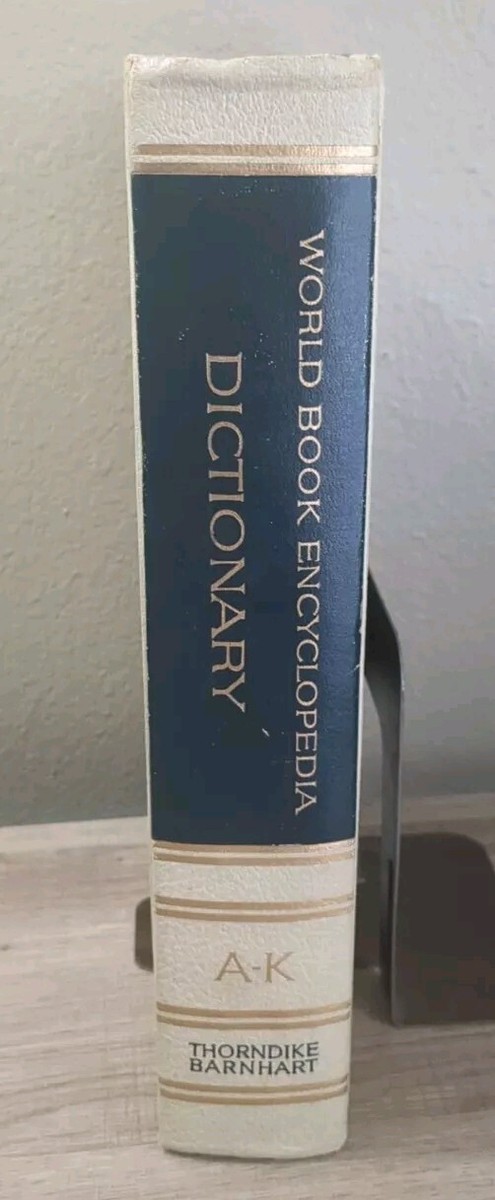 WORLD BOOK ENCYCLOPEDIA
DICTIONARY
A-K
THORNDIKE
BARNHART